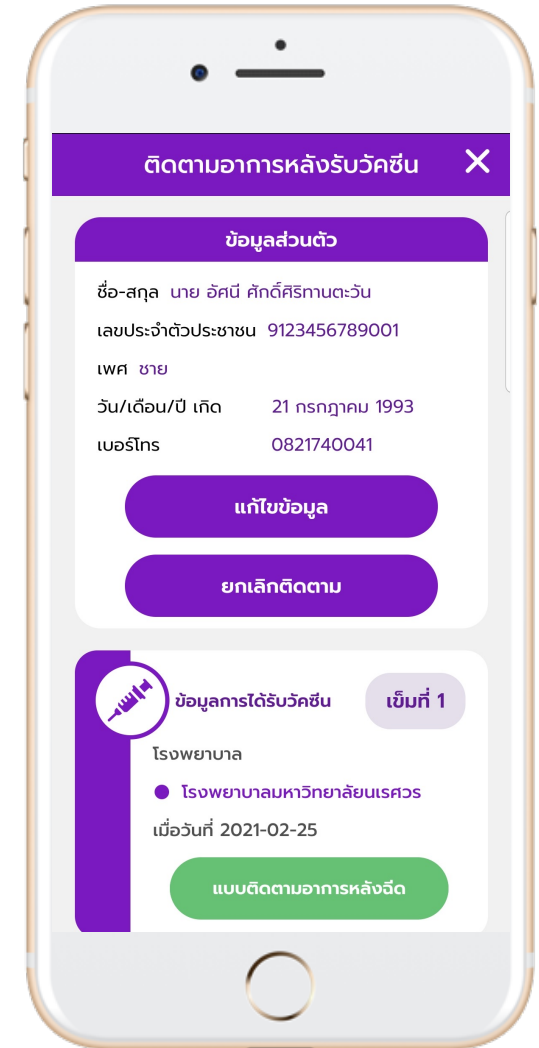 ติดตามอาการหลังรับวัคซีน
ข้อมูลส่วนตัว
ชื่อ-สกุล นาย อัศนี ศักดิ์ศิริทานตะวัน
เลขประจำตัวประชาชน 9123456789001
เพศ ชาย
วัน/เดือน/ปี เกิด 21 กรกฎาคม 1993
เบอร์โทร 0821740041
แก้ไขข้อมูล
ยกเลิกติดตาม
ข้อมูลการได้รับวัคซีน เข็มที่ 1
โรงพยาบาล
โรงพยาบาลมหาวิทยาลัยนเรศวร
เมื่อวันที่ 2021-02-25
แบบติดตามอาการหลังฉีด